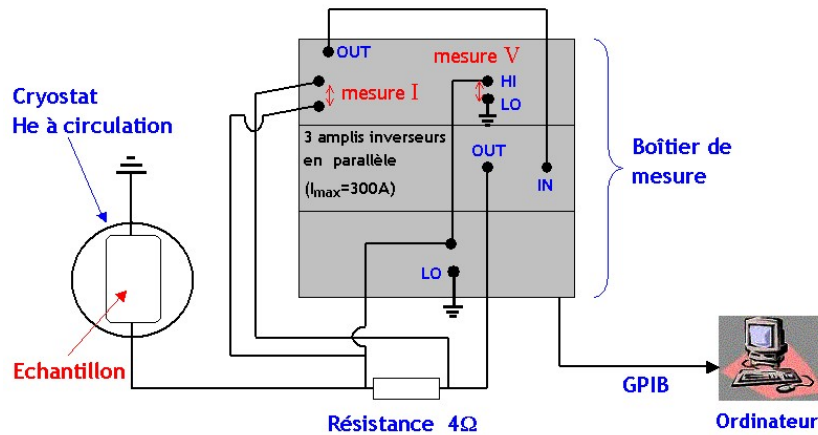 OUT
mesure V
HI
LO
mesure I
Cryostat
He à circulation
3 amplis inverseurs
en parallèle
(Imax=300A)
OUT
IN
Boîtier de
mesure
LO
Echantillon
GPIB
Résistance 4Ω
Ordinateur